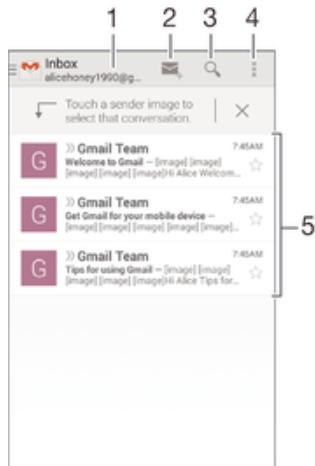 1 2 3 4
Inbox
alicehoney1990@g...
Touch a sender image to
select that conversation.
G
Gmail Team 7:45AM
Welcome to Gmail – [image] [image]
[image] [image] [image]Hi Alice Welcom...
G
Gmail Team 7:45AM
Get Gmail for your mobile device –
[image] [image] [image] [image] [image]...
G
Gmail Team 7:45AM
Tips for using Gmail – [image] [image]
[image] [image] [image]Hi Alice Tips for...
5